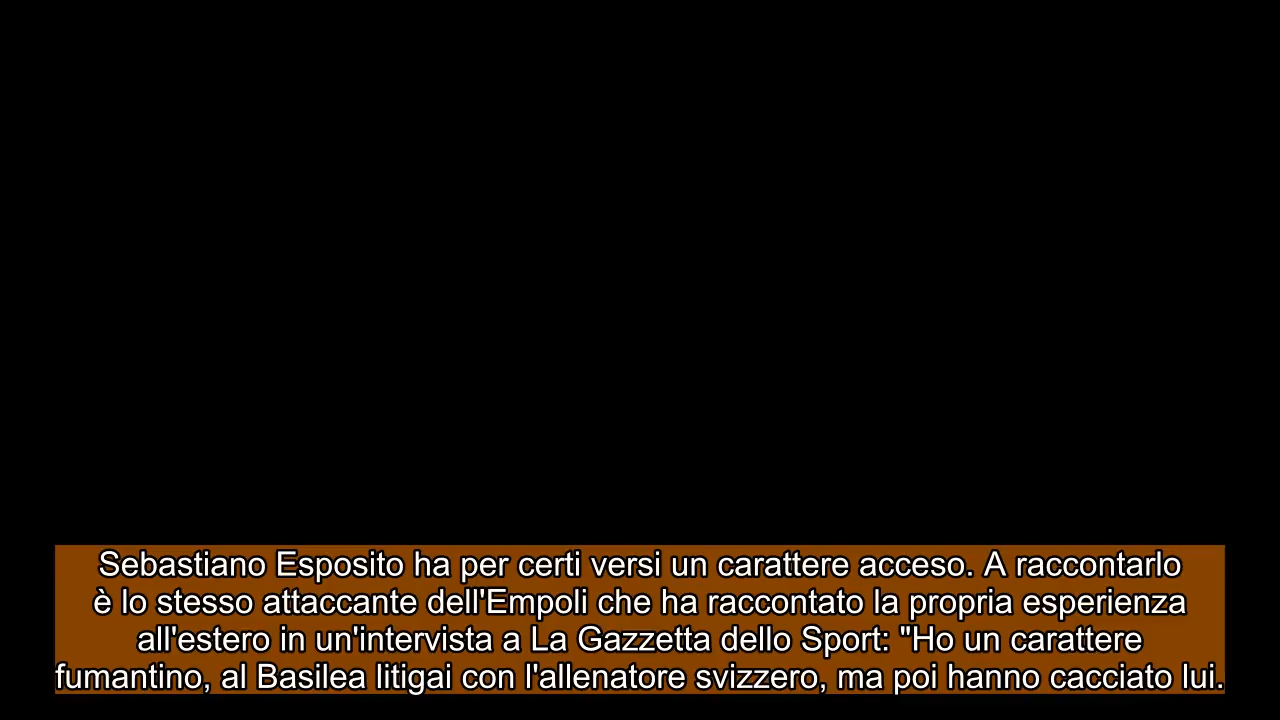 Sebastiano Esposito ha per certi versi un carattere acceso. A raccontarlo
è lo stesso attaccante dell'Empoli che ha raccontato la propria esperienza
all'estero in un'intervista a La Gazzetta dello Sport: "Ho un carattere
fumantino, al Basilea litigai con l'allenatore svizzero, ma poi hanno cacciato lui.